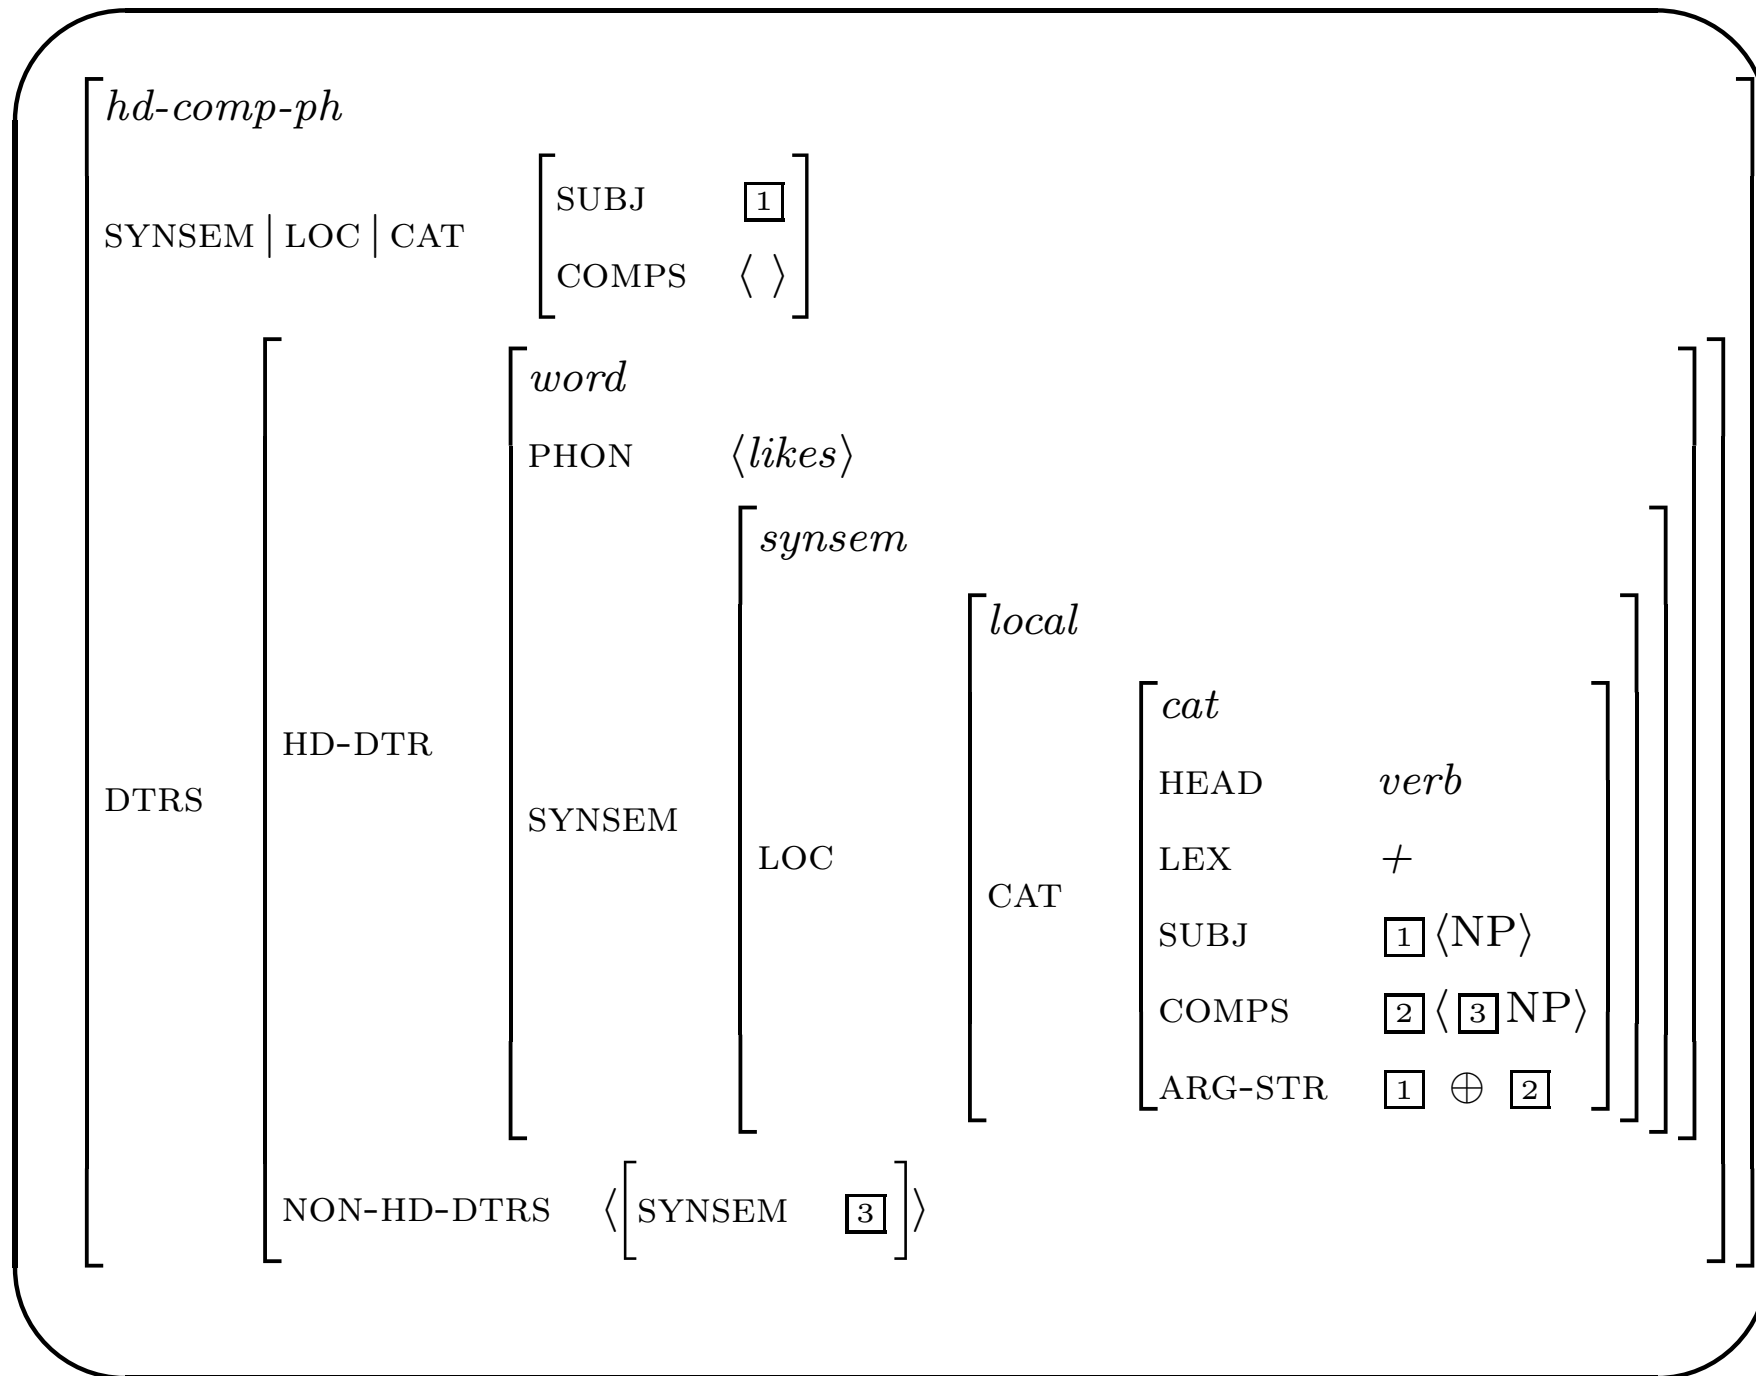 hd-comp-ph
SUBJ 1
SYNSEM | LOC | CAT
COMPS ⟨ ⟩
word
PHON ⟨likes⟩
synsem
local
cat
HD-DTR
HEAD verb
DTRS
SYNSEM
LOC
LEX +
CAT
SUBJ 1⟨NP⟩
COMPS 2⟨3NP⟩
ARG-STR 1 ⊕ 2
NON-HD-DTRS ⟨[SYNSEM 3]⟩